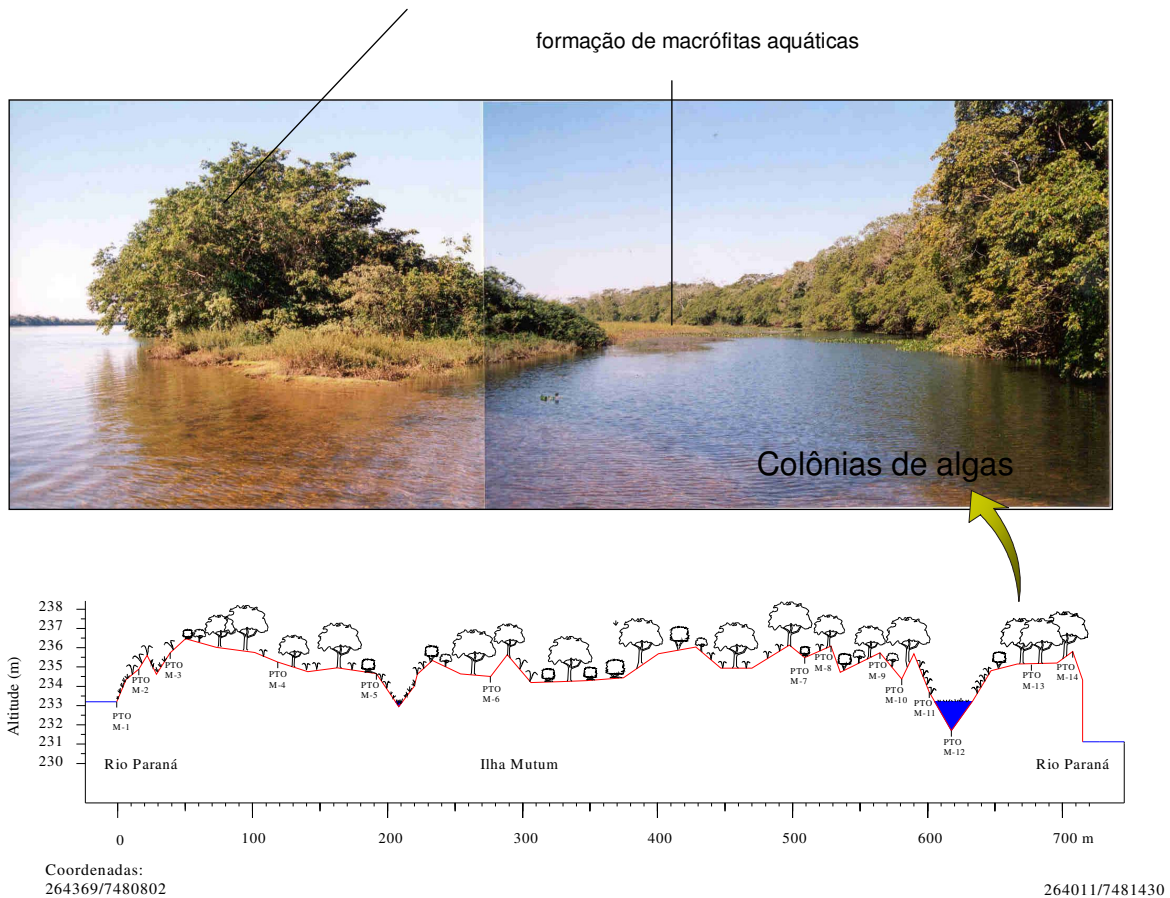 formação de macrófitas aquáticas
Colônias de algas
Altitude (m)
238
237
236
235
233
232
231
230
PTO
M-1
PTO
M-2
PTO
M-3
PTO
M-4
PTO
M-5
PTO
M-6
PTO
M-7
PTO
M-8
PTO
M-9
PTO
M-10
PTO
M-11
PTO
M-12
PTO
M-13
PTO
M-14
Rio Paraná
Ilha Mutum
Rio Paraná
0
100
200
300
400
500
600
700 m
Coordenadas:
264369/7480802
264011/7481430